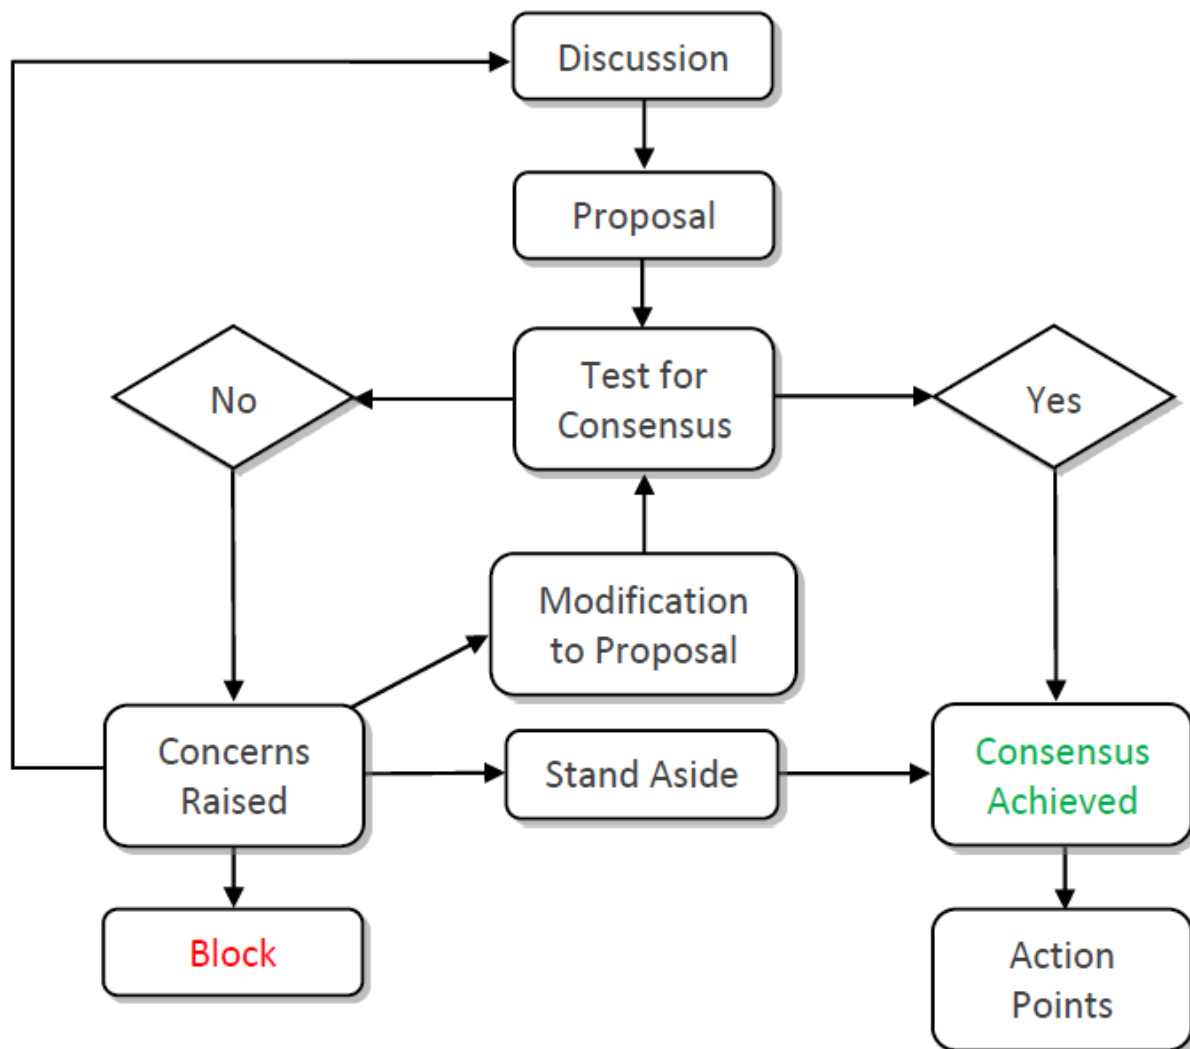 Discussion
Proposal
No
Test for
Consensus
Yes
Modification
to Proposal
Concerns
Raised
Stand Aside
Consensus
Achieved
Block
Action
Points